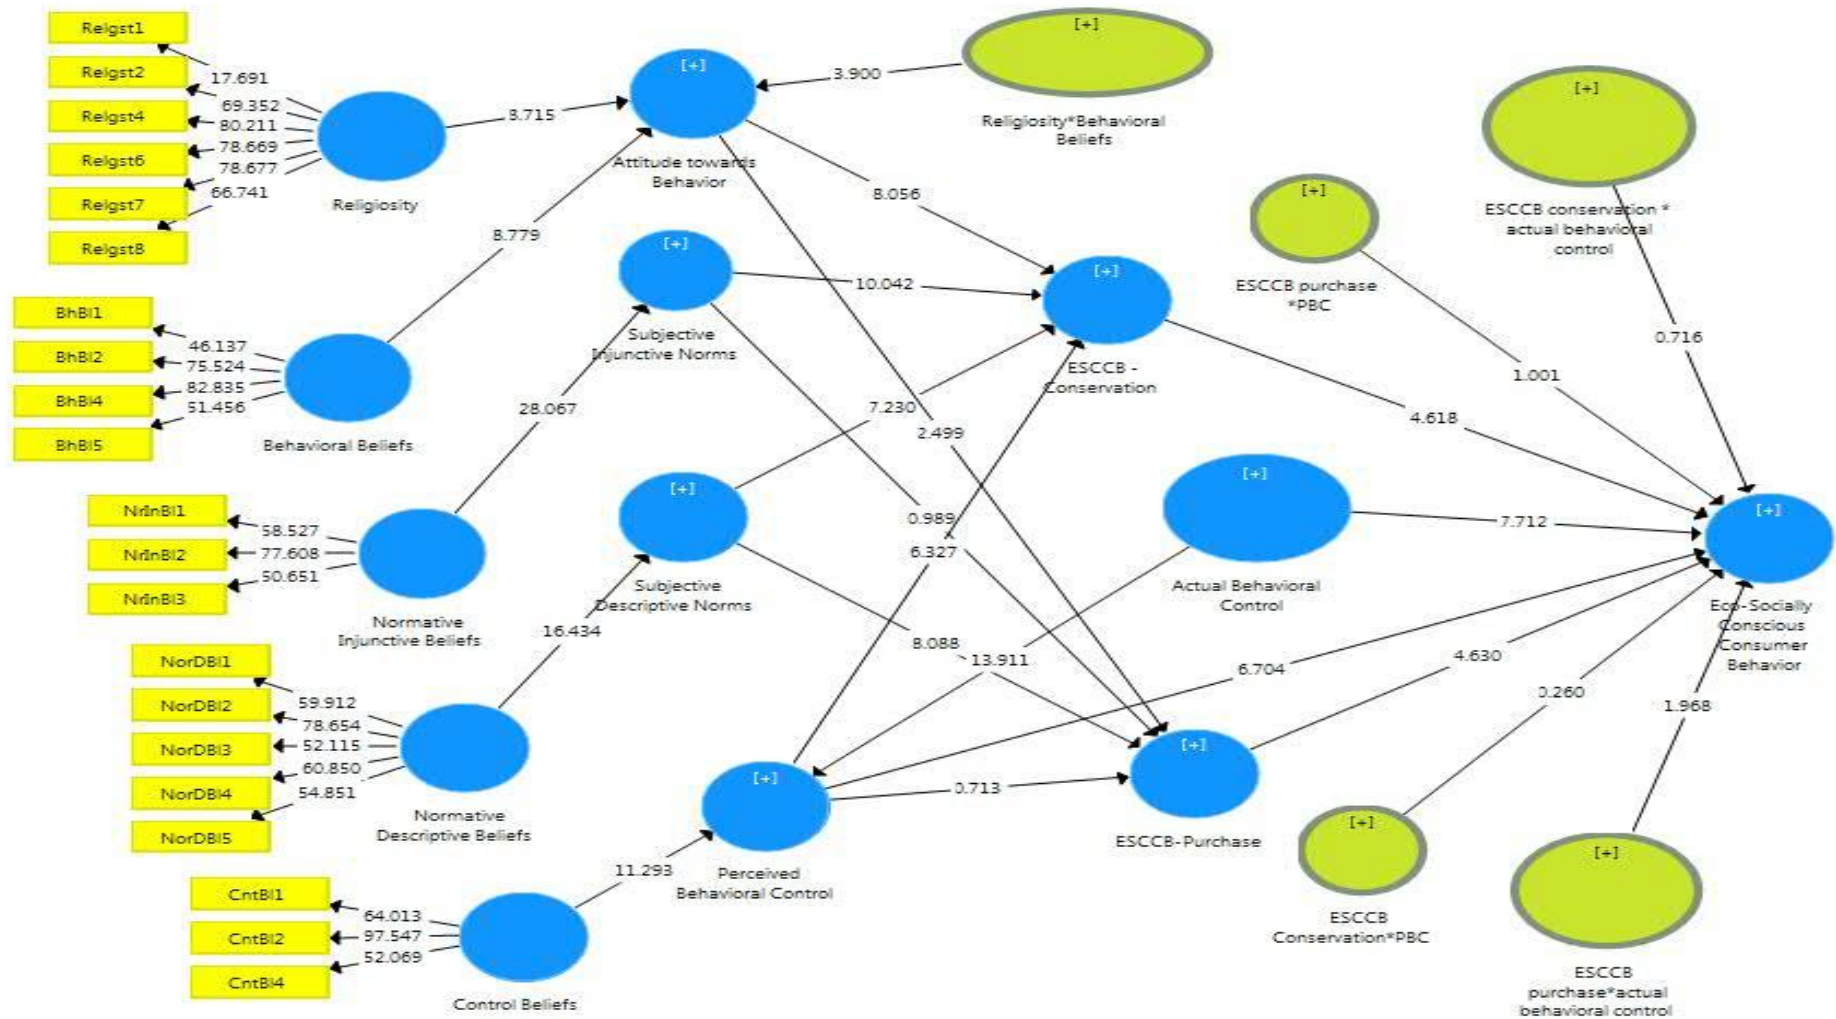 Relgst1
Relgst2
Relgst4
Relgst6
Relgst7
Relgst8
17.691
69.352
80.211
78.669
78.677
66.741
Religiosity
8.715
[+]
Attitude towards
Behavior
3.900
[+]
Religiosity*Behavioral
Beliefs
[+]
ESCCB conservation *
actual behavioral
control
[+]
ESCCB purchase
*PBC
BhBl1
BhBl2
BhBl4
BhBl5
46.137
75.524
82.835
51.456
Behavioral Beliefs
8.779
[+]
Subjective
Injunctive Norms
8.056
10.042
[+]
ESCCB -
Conservation
0.716
1.001
4.618
28.067
7.230
2.499
NrInBl1
NrInBl2
NrInBl3
58.527
77.608
50.651
Normative
Injunctive Beliefs
[+]
Subjective
Descriptive Norms
0.989
6.327
[+]
Actual Behavioral
Control
7.712
[+]
Eco-Socially
Conscious
Consumer
Behavior
16.434
8.088
13.911
6.704
4.630
0.260
1.968
NorDBl1
NorDBl2
NorDBl3
NorDBl4
NorDBl5
59.912
78.654
52.115
60.850
54.851
Normative
Descriptive Beliefs
[+]
Perceived
Behavioral Control
0.713
[+]
ESCCB-Purchase
11.293
CntBl1
CntBl2
CntBl4
64.013
97.547
52.069
Control Beliefs
[+]
ESCCB
Conservation*PBC
[+]
ESCCB
purchase*actual
behavioral control